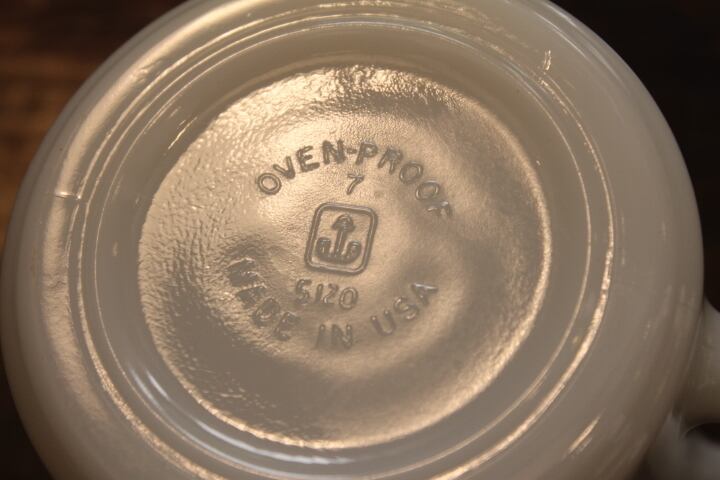 OVEN-PROOF
7
5120
MADE IN USA